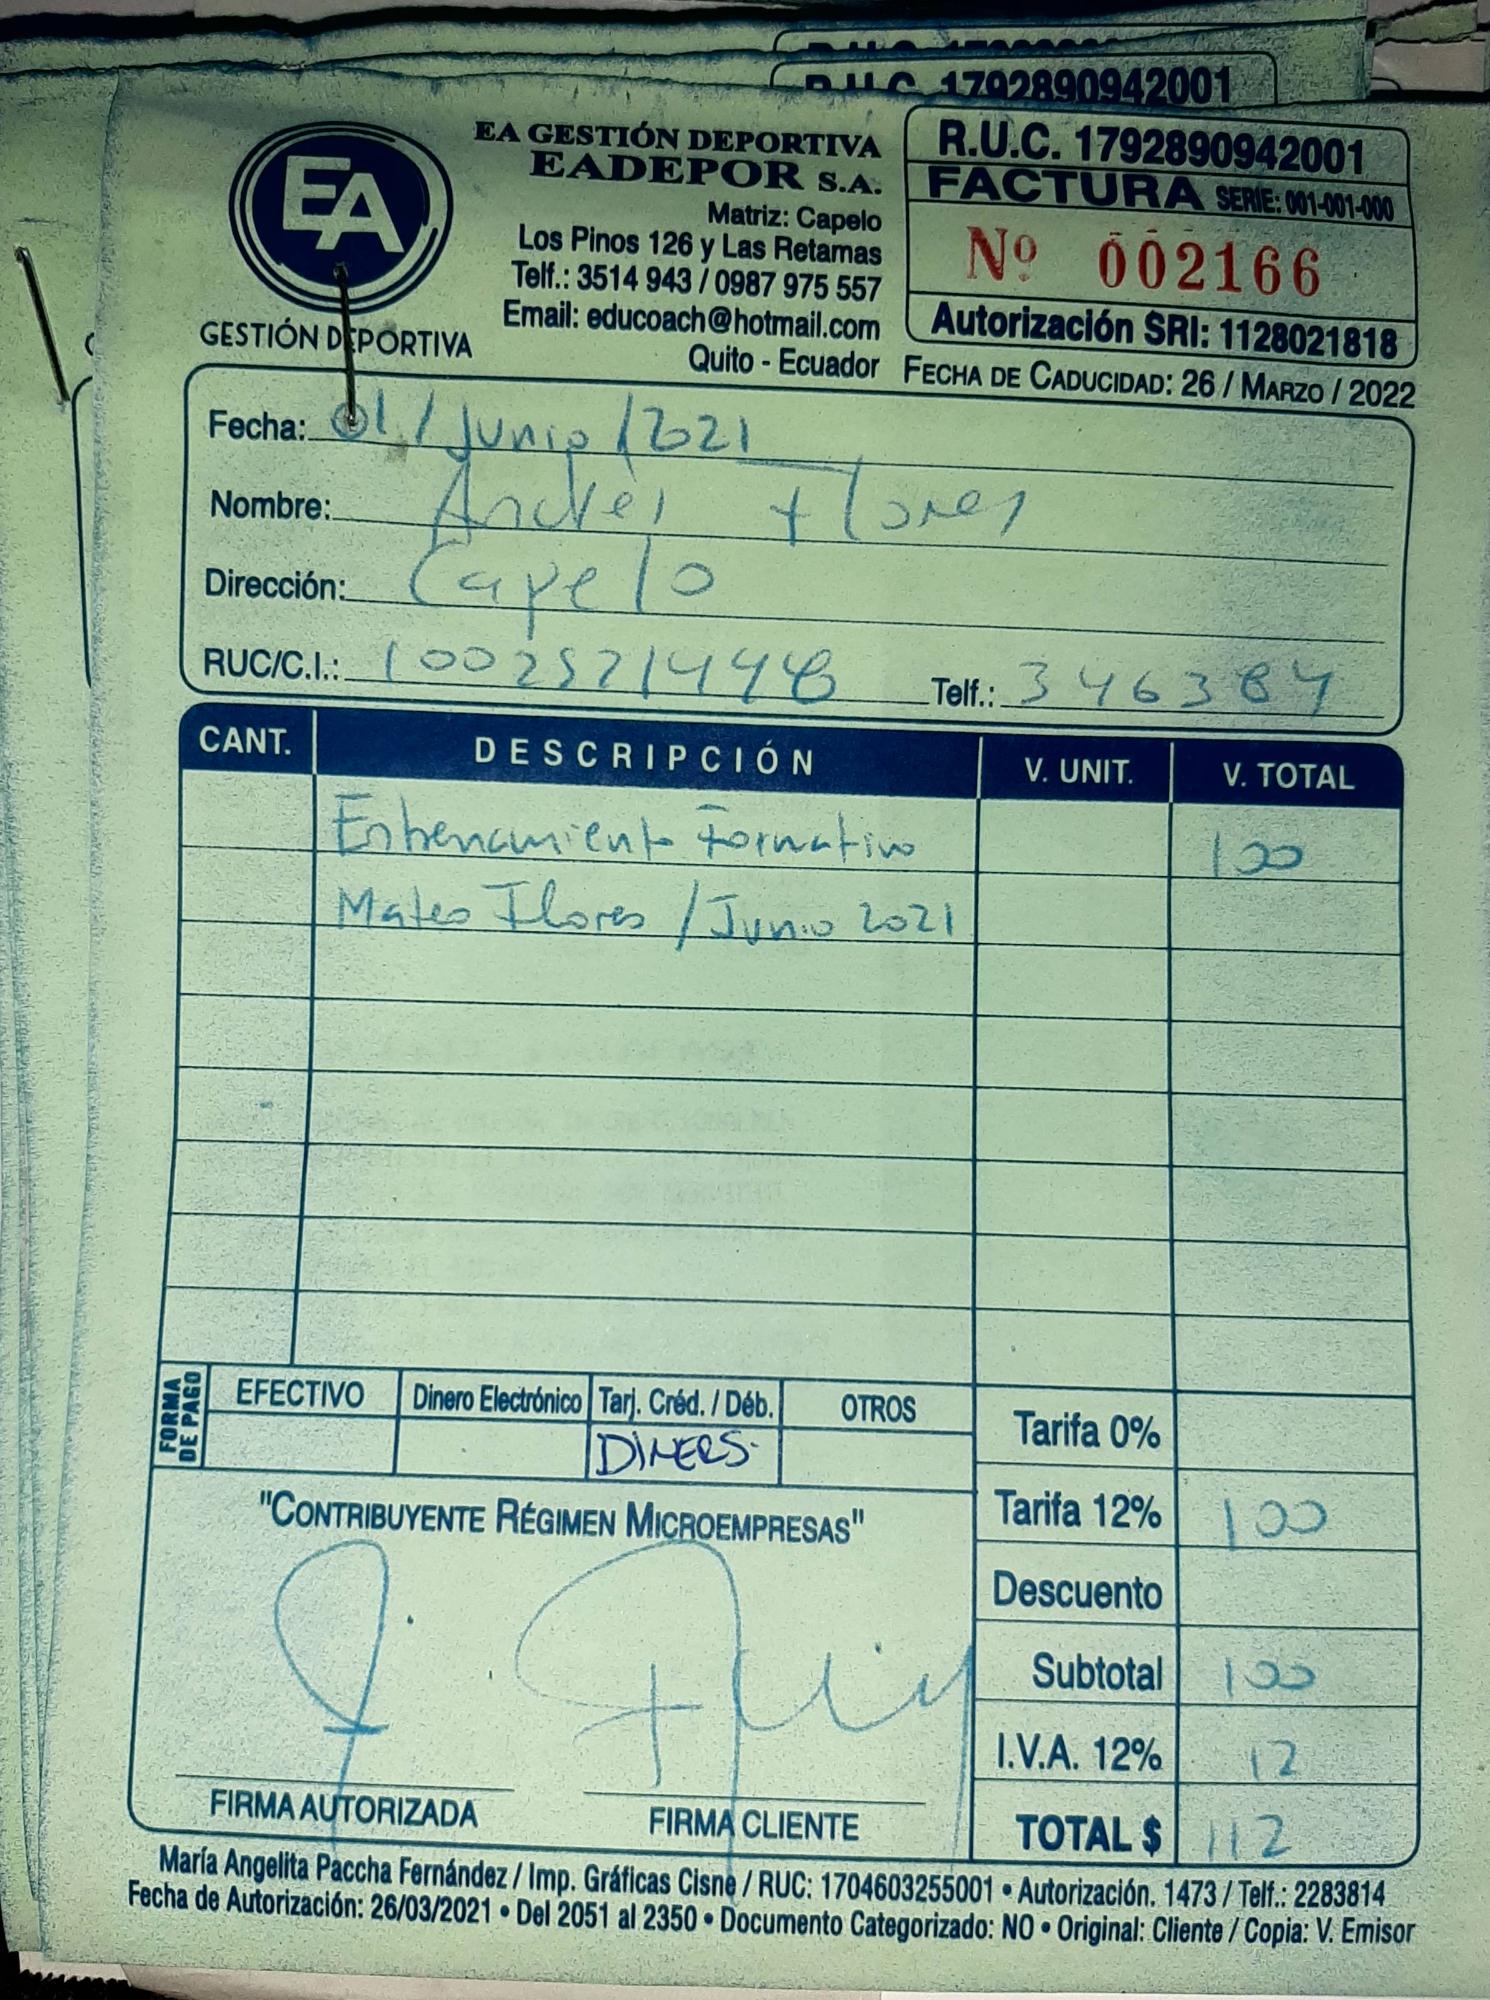 R.U.C. 1792890942001
EA
GESTIÓN DEPORTIVA
EA GESTIÓN DEPORTIVA
EADEPOR S.A.
Matriz: Capelo
Los Pinos 126 y Las Retamas
Telf.: 3514 943 / 0987 975 557
Email: educoach@hotmail.com
Quito - Ecuador
R.U.C. 1792890942001
FACTURA SERIE: 001-001-000
Nº 002166
Autorización SRI: 1128021818
FECHA DE CADUCIDAD: 26 / MARZO / 2022
Fecha: 01 / Junio / 2021
Nombre: Andrés Flores
Dirección: Capelo
RUC/C.I.: Telf.: 346384
CANT. DESCRIPCIÓN V. UNIT. V. TOTAL
Entrenamiento Formativo 100
Mateo Flores / Junio 2021
FORMA DE PAGO
EFECTIVO Dinero Electrónico Tarj. Créd. / Déb. OTROS
DINERS.
Tarifa 0%
Tarifa 12% 100
Descuento
Subtotal 100
I.V.A. 12% 12
TOTAL $ 112
"CONTRIBUYENTE RÉGIMEN MICROEMPRESAS"
FIRMA AUTORIZADA FIRMA CLIENTE
María Angelita Paccha Fernández / Imp. Gráficas Cisne / RUC: 1704603255001 • Autorización. 1473 / Telf.: 2283814
Fecha de Autorización: 26/03/2021 • Del 2051 al 2350 • Documento Categorizado: NO • Original: Cliente / Copia: V. Emisor